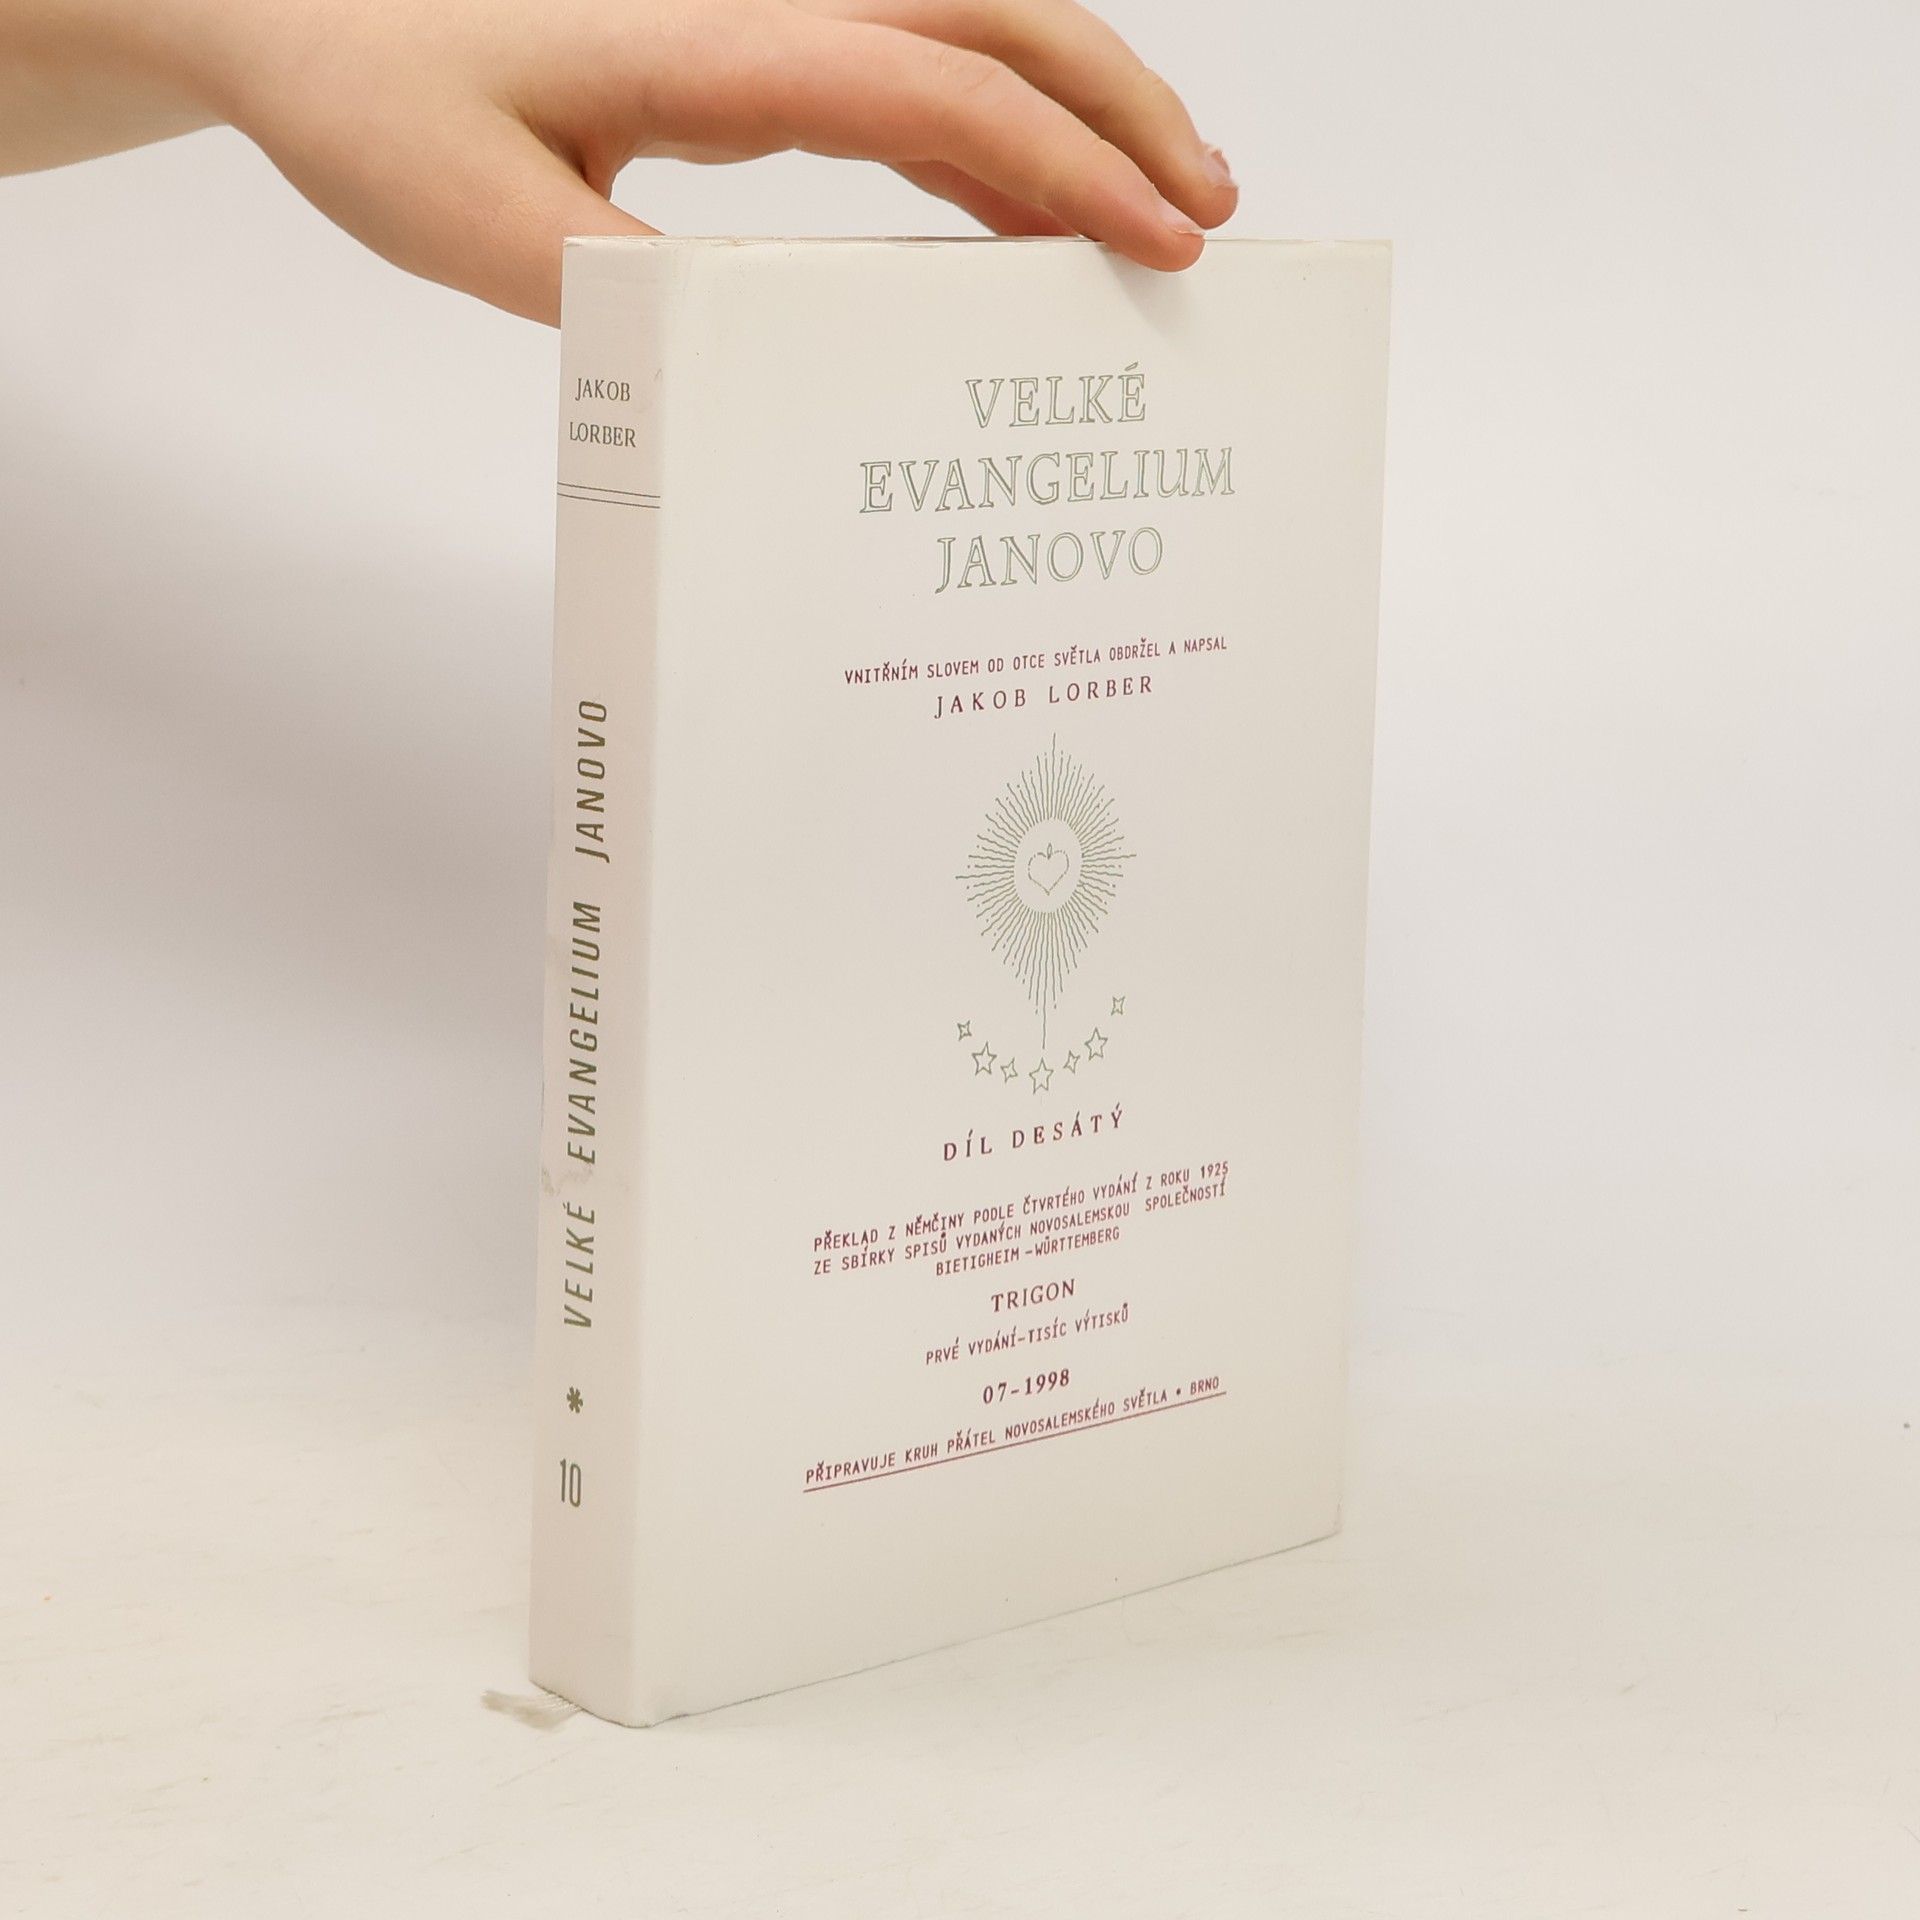 JAKOB
LORBER
VELKÉ EVANGELIUM JANOVO
*
10
VELKÉ
EVANGELIUM
JANOVO
VNITŘNÍM SLOVEM OD OTCE SVĚTLA OBDRŽEL A NAPSAL
JAKOB LORBER
DÍL DESÁTÝ
PŘEKLAD Z NĚMČINY PODLE ČTVRTÉHO VYDÁNÍ Z ROKU 1925
ZE SBÍRKY SPISŮ VYDANÝCH NOVOSALEMSKOU SPOLEČNOSTÍ
BIETIGHEIM-WŰRTTEMBERG
TRIGON
PRVÉ VYDÁNÍ-TISÍC VÝTISKŮ
07-1998
PŘIPRAVUJE KRUH PŘÁTEL NOVOSALEMSKÉHO SVĚTLA • BRNO